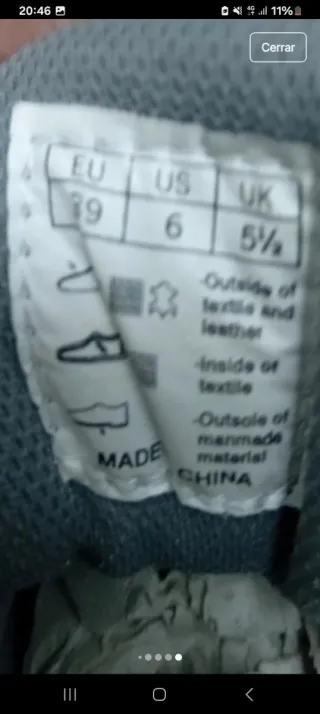 20:46
4G 11%
Cerrar
EU US UK
39 6 5½
-Outside of
textile and
leather
-Inside of
textile
-Outsole of
manmade
material
MADE CHINA